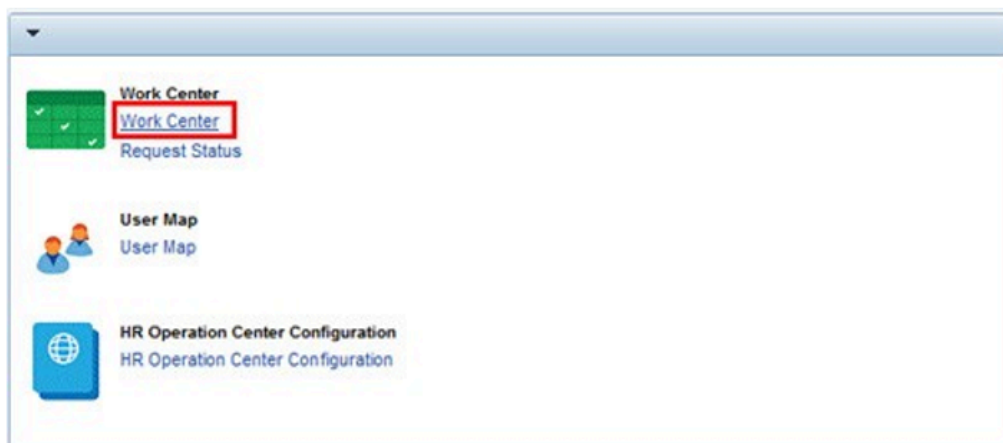 Work Center
Work Center
Request Status
User Map
User Map
HR Operation Center Configuration
HR Operation Center Configuration